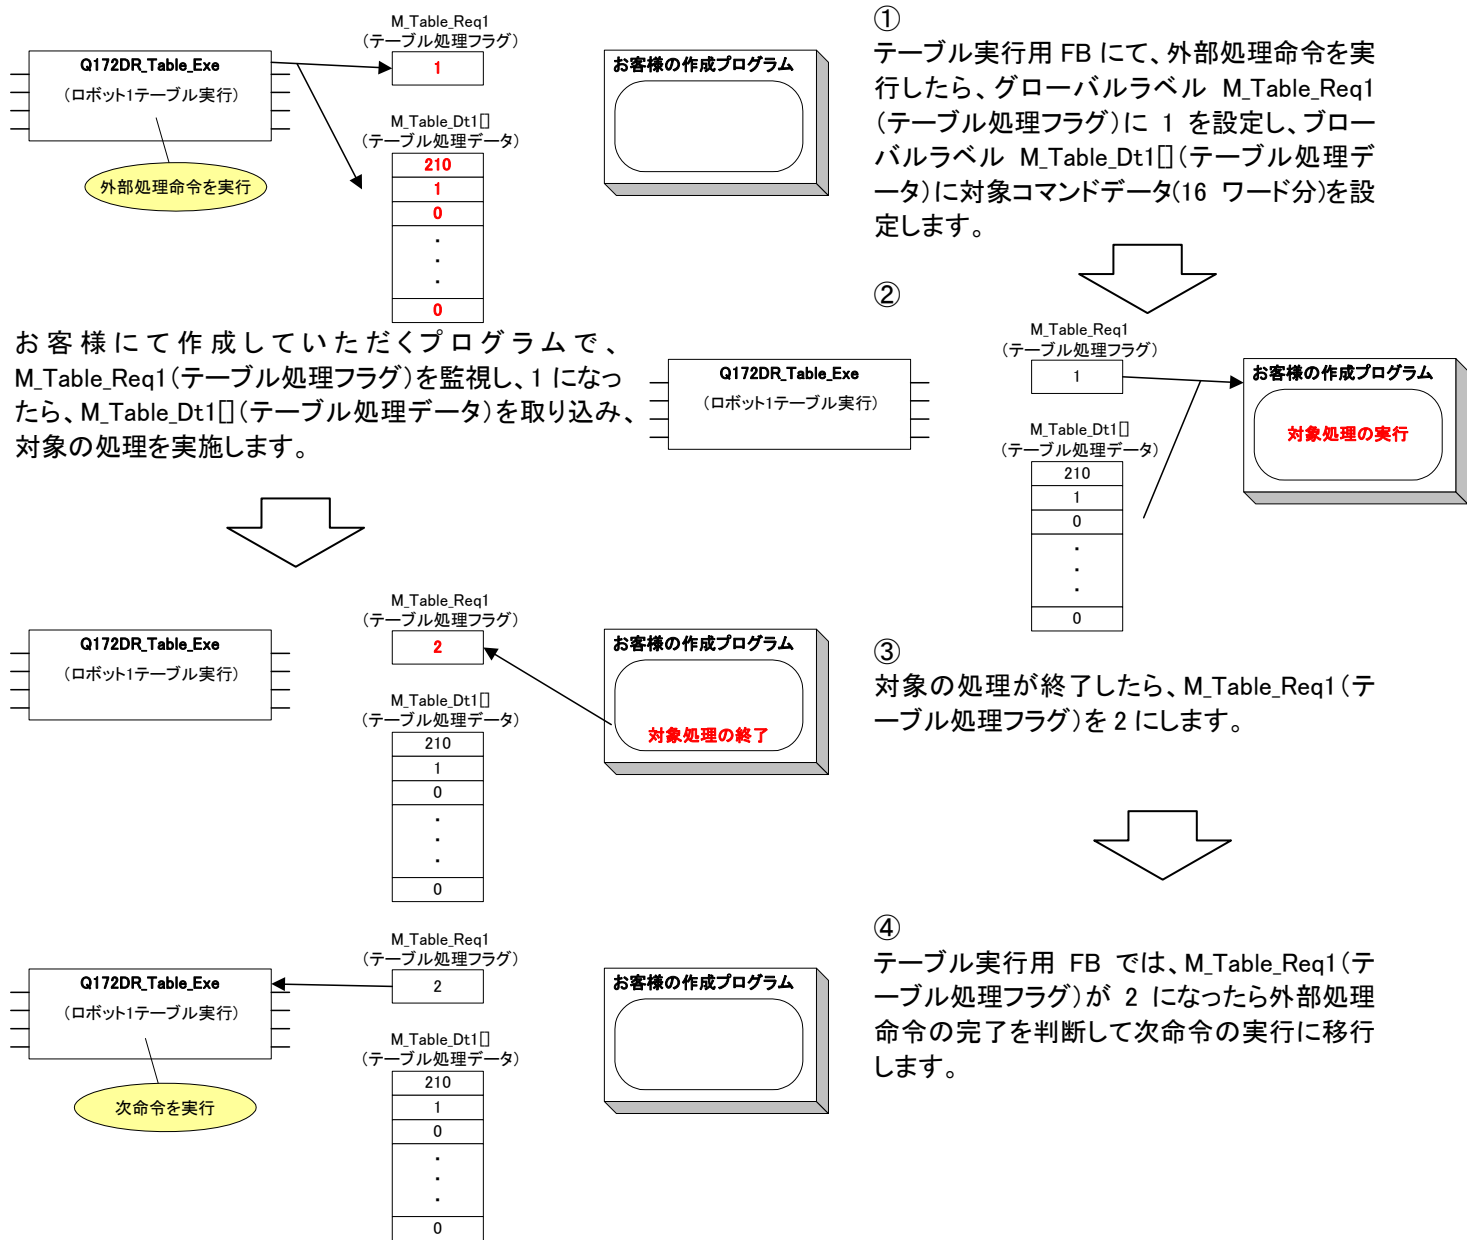 M_Table_Req1
（テーブル処理フラグ）
1
Q172DR_Table_Exe
（ロボット1テーブル実行）
外部処理命令を実行
M_Table_Dt1[]
（テーブル処理データ）
210
1
0
・
・
・
0
お客様の作成プログラム
①
テーブル実行用 FB にて、外部処理命令を実
行したら、グローバルラベル M_Table_Req1
（テーブル処理フラグ）に 1 を設定し、ブロー
バルラベル M_Table_Dt1[]（テーブル処理デ
ータ）に対象コマンドデータ(16 ワード分)を設
定します。
②
お客様にて作成していただくプログラムで、
M_Table_Req1（テーブル処理フラグ）を監視し、1 になっ
たら、M_Table_Dt1[]（テーブル処理データ）を取り込み、
対象の処理を実施します。
Q172DR_Table_Exe
（ロボット1テーブル実行）
M_Table_Req1
（テーブル処理フラグ）
1
M_Table_Dt1[]
（テーブル処理データ）
210
1
0
・
・
・
0
お客様の作成プログラム
対象処理の実行
Q172DR_Table_Exe
（ロボット1テーブル実行）
M_Table_Req1
（テーブル処理フラグ）
2
M_Table_Dt1[]
（テーブル処理データ）
210
1
0
・
・
・
0
お客様の作成プログラム
対象処理の終了
③
対象の処理が終了したら、M_Table_Req1（テ
ーブル処理フラグ）を 2 にします。
Q172DR_Table_Exe
（ロボット1テーブル実行）
次命令を実行
M_Table_Req1
（テーブル処理フラグ）
2
M_Table_Dt1[]
（テーブル処理データ）
210
1
0
・
・
・
0
お客様の作成プログラム
④
テーブル実行用 FB では、M_Table_Req1（テ
ーブル処理フラグ）が 2 になったら外部処理
命令の完了を判断して次命令の実行に移行
します。